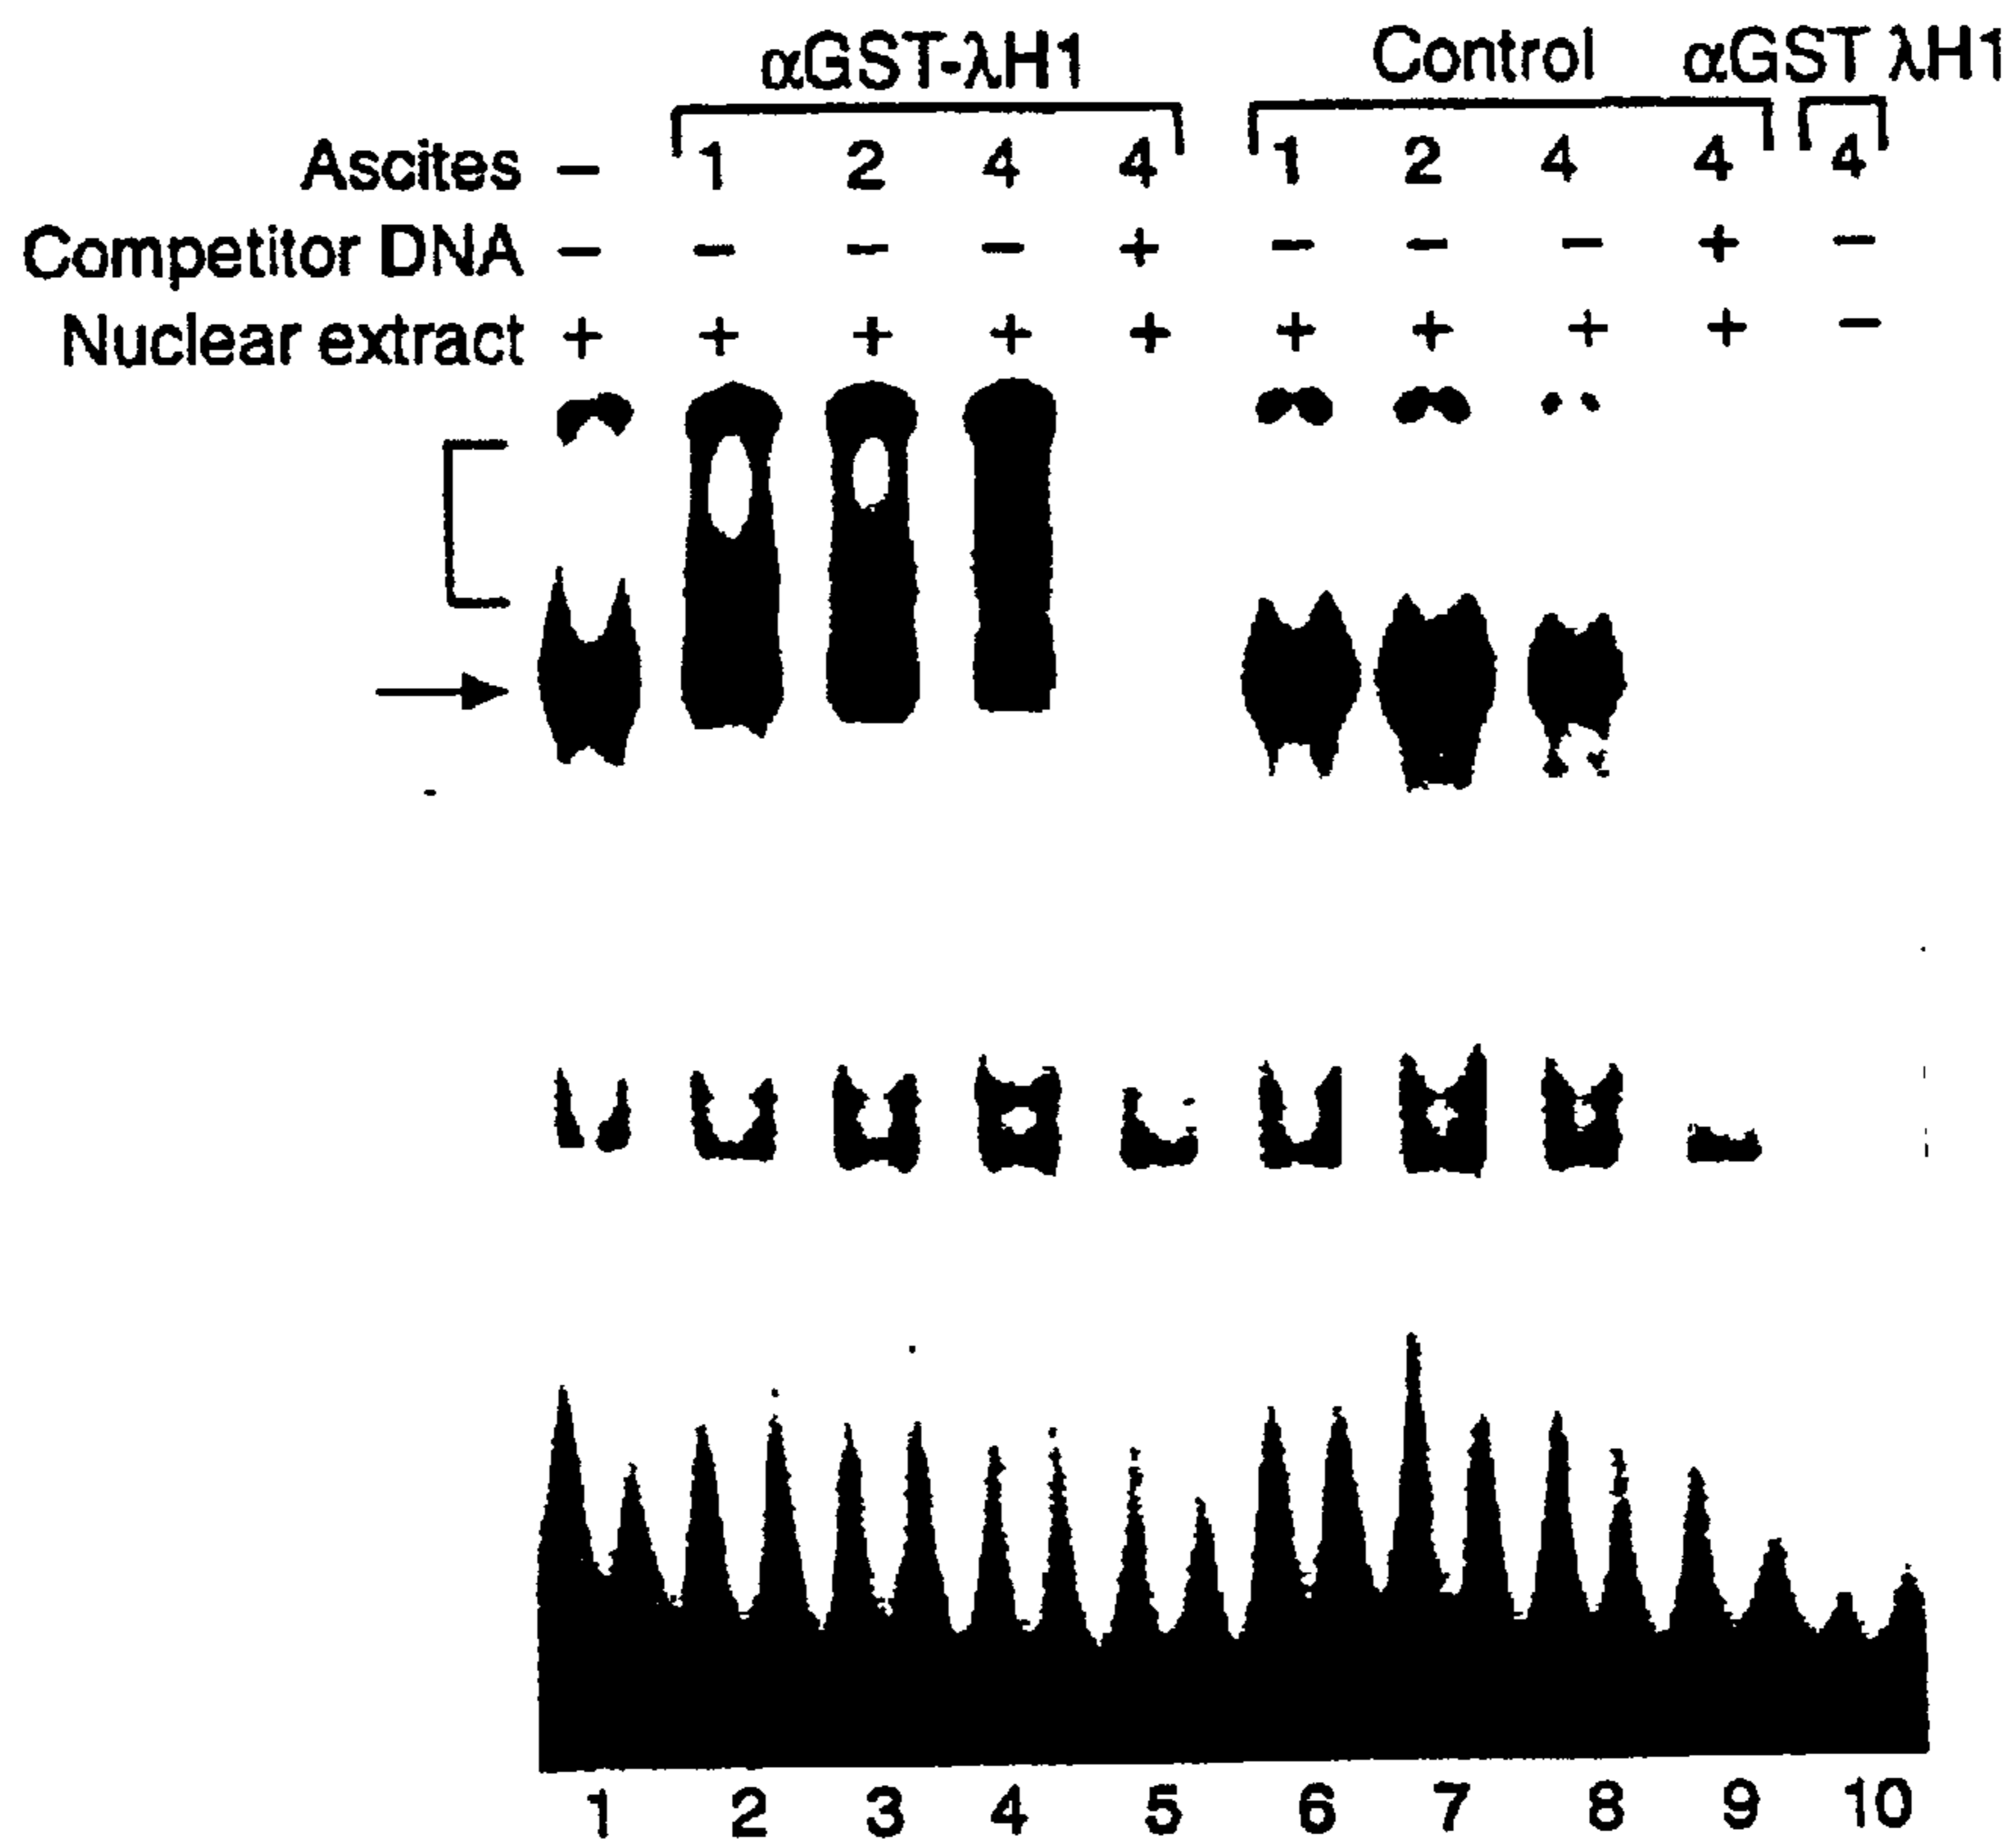 αGST-λH1 Control αGST λH1
Ascites – 1 2 4 4 1 2 4 4 4
Competitor DNA – – – – + – – – + –
Nuclear extract + + + + + + + + + –
1 2 3 4 5 6 7 8 9 10